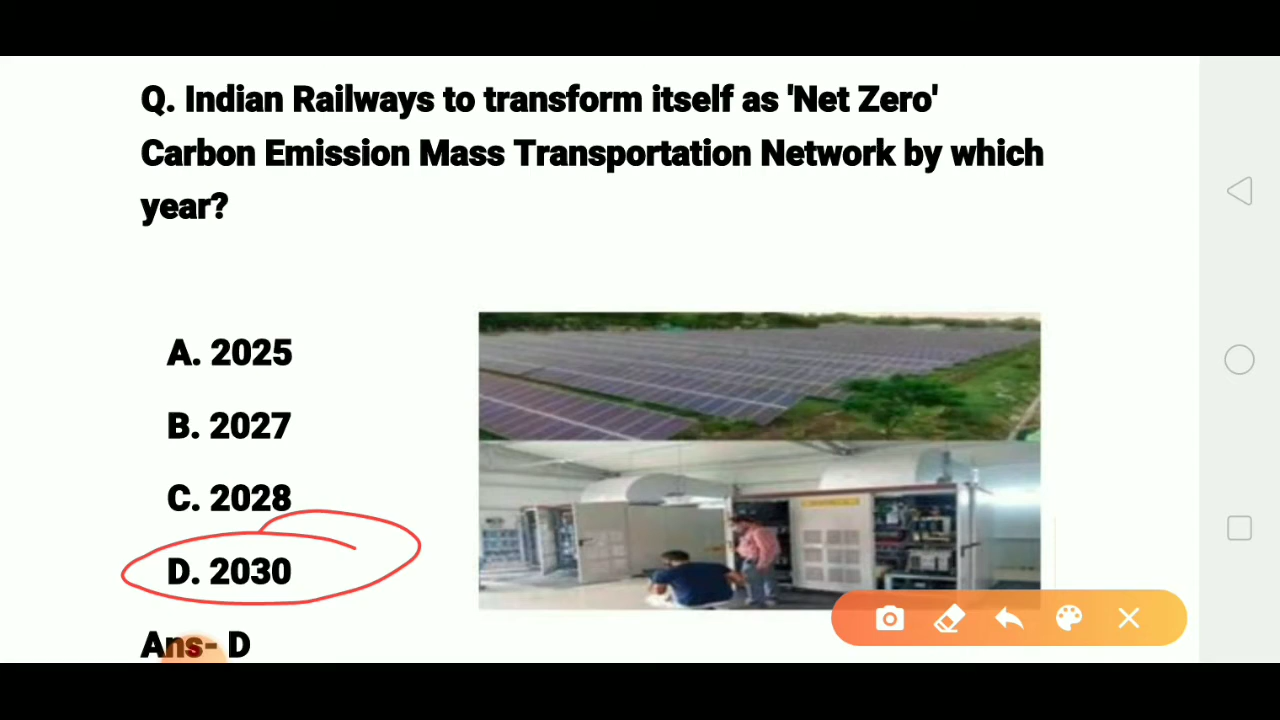 Q. Indian Railways to transform itself as 'Net Zero'
Carbon Emission Mass Transportation Network by which
year?
A. 2025
B. 2027
C. 2028
D. 2030
Ans- D